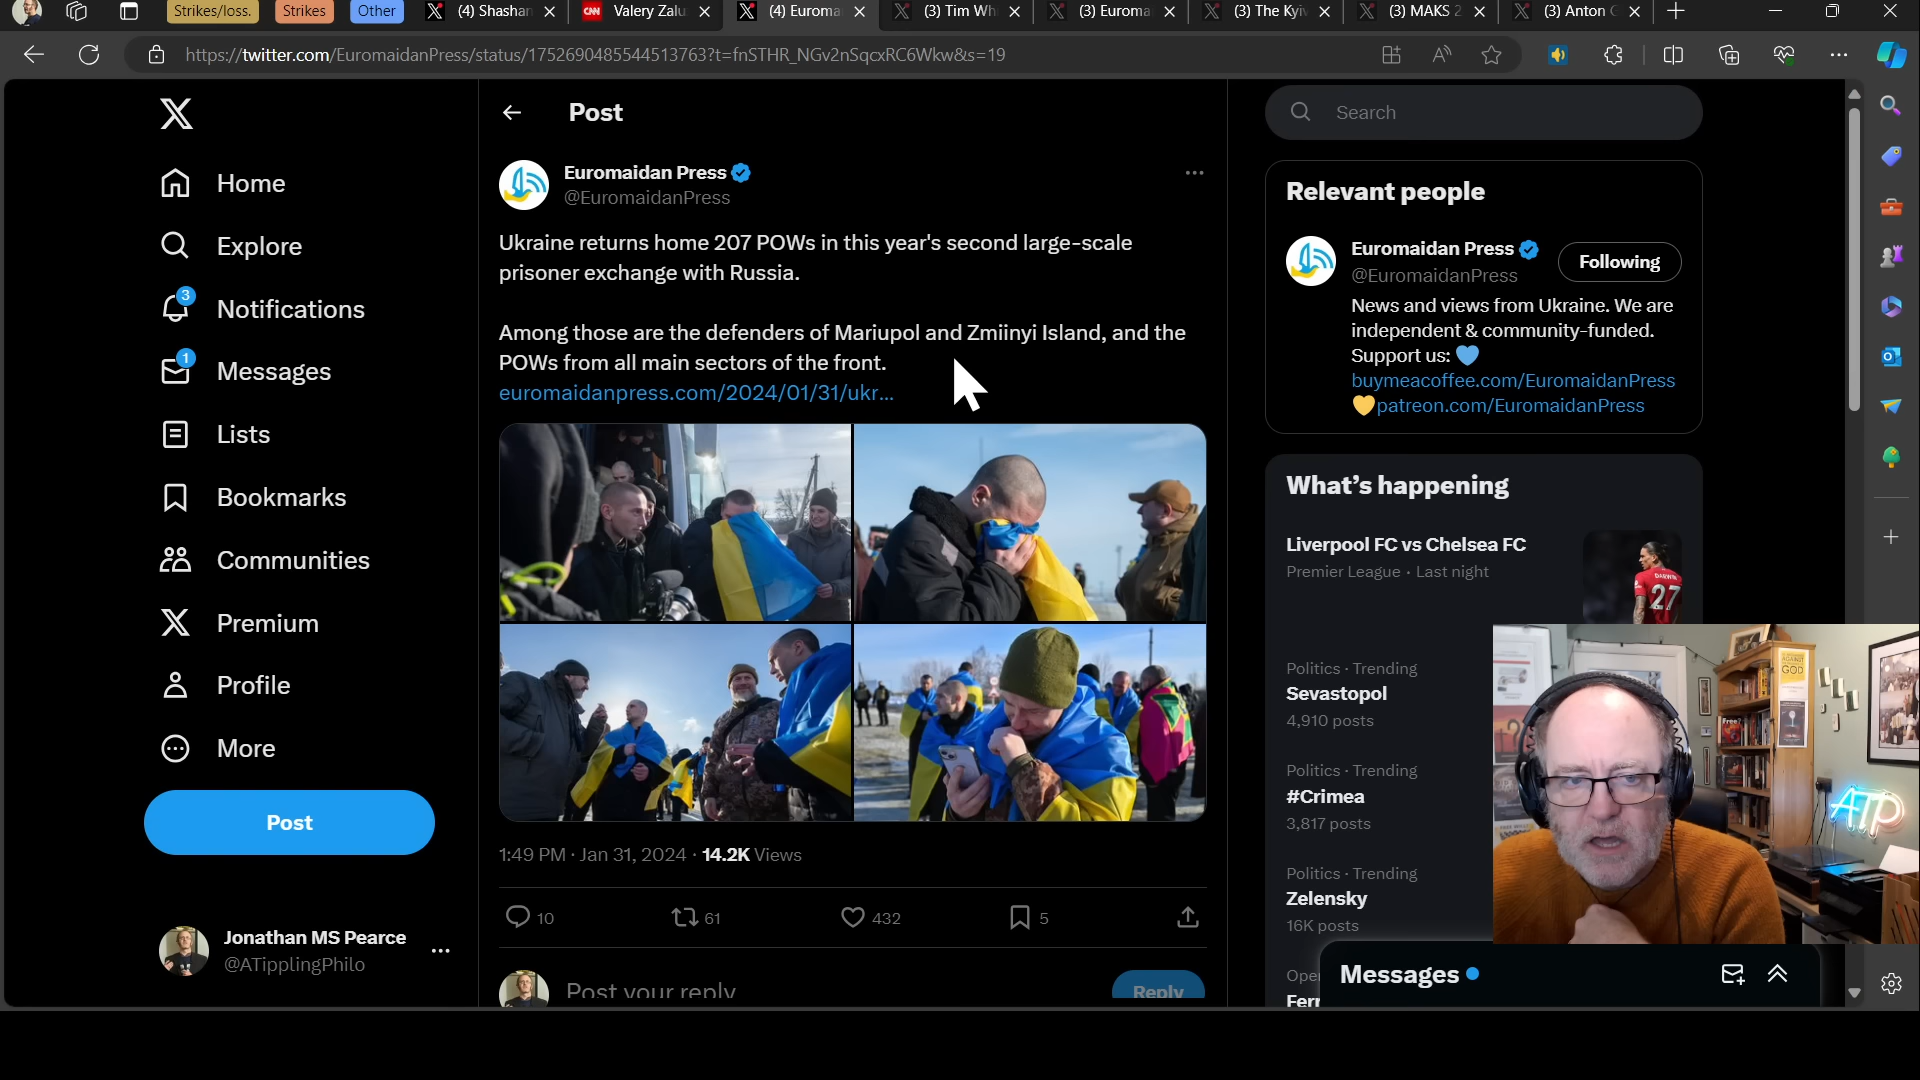 Strikes/loss.
Strikes
Other
(4) Shashan
CNN
Valery Zalu
(4) Euroma
(3) Tim Wh
(3) Euroma
(3) The Kyiv
(3) MAKS 2
(3) Anton G
https://twitter.com/EuromaidanPress/status/1752690485544513763?t=fnSTHR_NGv2nSqcxRC6Wkw&s=19
Home
Explore
3
Notifications
1
Messages
Lists
Bookmarks
Communities
Premium
Profile
More
Post
Jonathan MS Pearce
@ATipplingPhilo
Post
Euromaidan Press
@EuromaidanPress
Ukraine returns home 207 POWs in this year's second large-scale
prisoner exchange with Russia.
Among those are the defenders of Mariupol and Zmiinyi Island, and the
POWs from all main sectors of the front.
euromaidanpress.com/2024/01/31/ukr...
1:49 PM · Jan 31, 2024 · 14.2K Views
10
61
432
5
Post your reply
Reply
Search
Relevant people
Euromaidan Press
@EuromaidanPress
Following
News and views from Ukraine. We are
independent & community-funded.
Support us:
buymeacoffee.com/EuromaidanPress
patreon.com/EuromaidanPress
What's happening
Liverpool FC vs Chelsea FC
Premier League · Last night
DARWIN
27
Politics · Trending
Sevastopol
4,910 posts
Politics · Trending
#Crimea
3,817 posts
Politics · Trending
Zelensky
16K posts
Messages
AGAINST
GOD
Free?
ATP